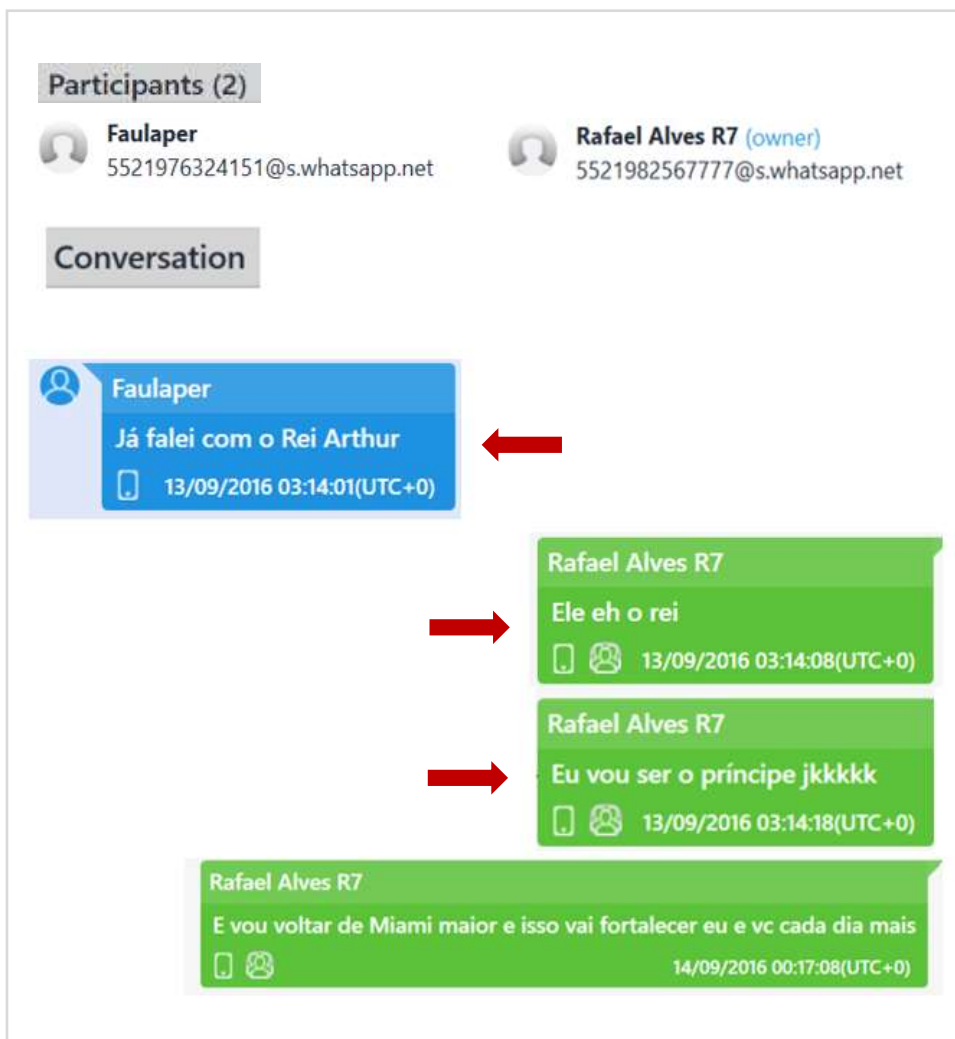 Participants (2)
Faulaper
5521976324151@s.whatsapp.net
Rafael Alves R7 (owner)
5521982567777@s.whatsapp.net
Conversation
Faulaper
Já falei com o Rei Arthur
13/09/2016 03:14:01(UTC+0)
Rafael Alves R7
Ele eh o rei
13/09/2016 03:14:08(UTC+0)
Rafael Alves R7
Eu vou ser o príncipe jkkkkk
13/09/2016 03:14:18(UTC+0)
Rafael Alves R7
E vou voltar de Miami maior e isso vai fortalecer eu e vc cada dia mais
14/09/2016 00:17:08(UTC+0)